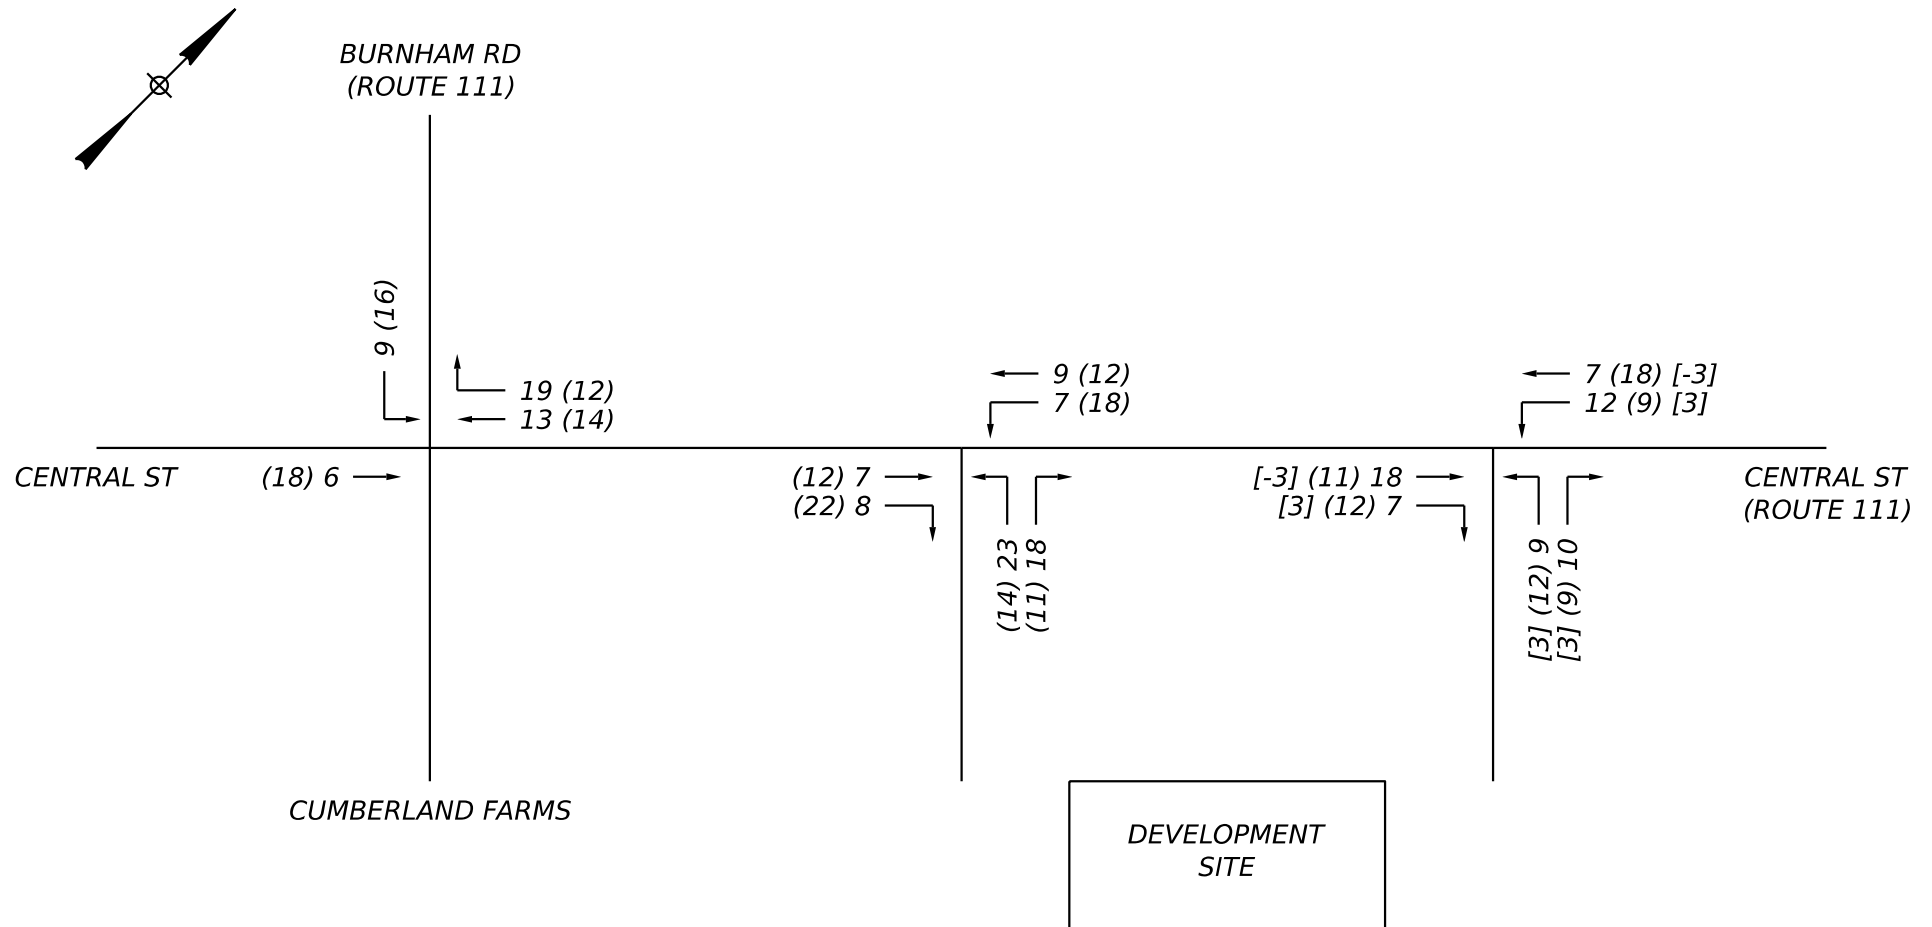 BURNHAM RD
(ROUTE 111)
9 (16)
19 (12)
13 (14)
9 (12)
7 (18)
7 (18) [-3]
12 (9) [3]
CENTRAL ST
(18) 6
(12) 7
(22) 8
(14) 23
(11) 18
[-3] (11) 18
[3] (12) 7
[3] (12) 9
[3] (9) 10
CENTRAL ST
(ROUTE 111)
CUMBERLAND FARMS
DEVELOPMENT
SITE